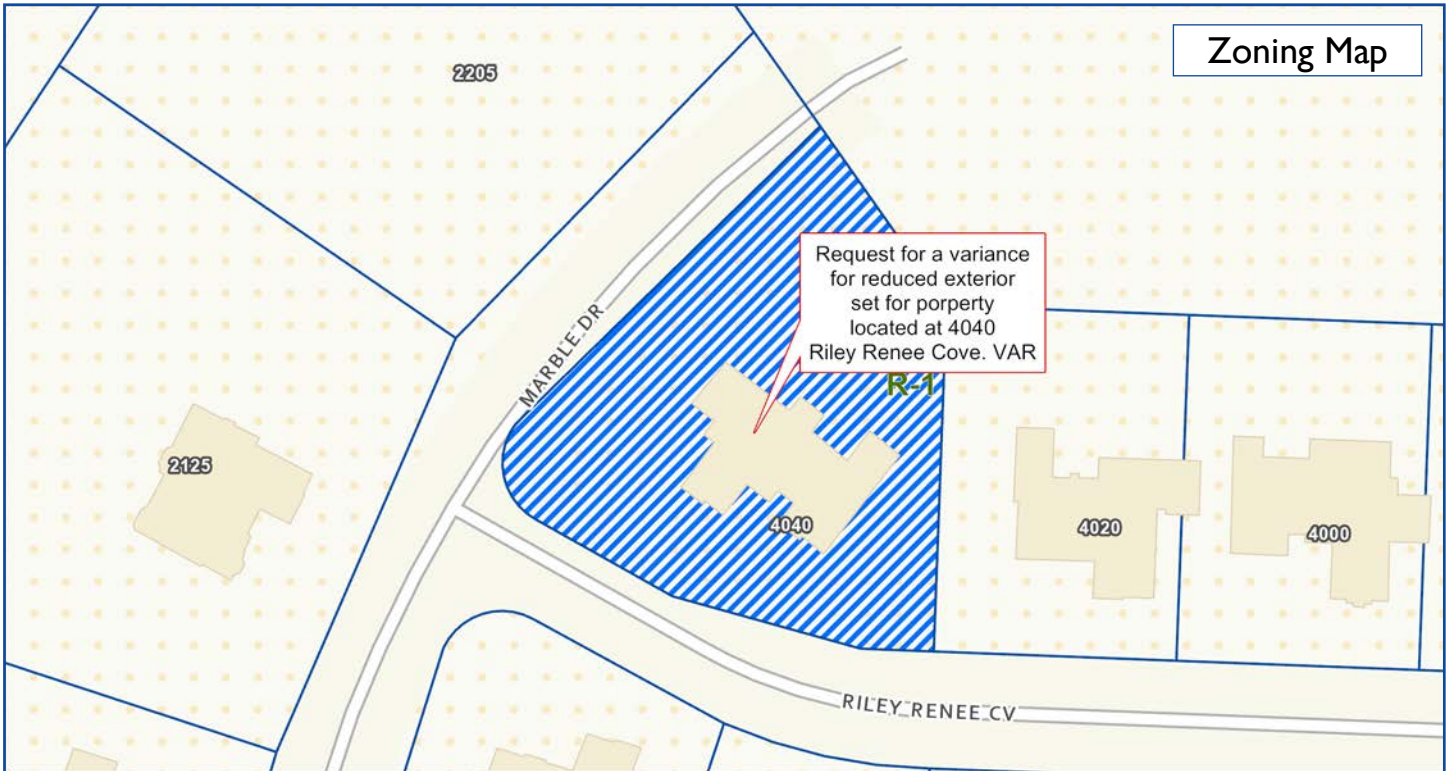 Zoning Map
2205
Request for a variance
for reduced exterior
set for porperty
located at 4040
Riley Renee Cove. VAR
MARBLE DR
R-1
2125
4040
4020
4000
RILEY RENEE CV